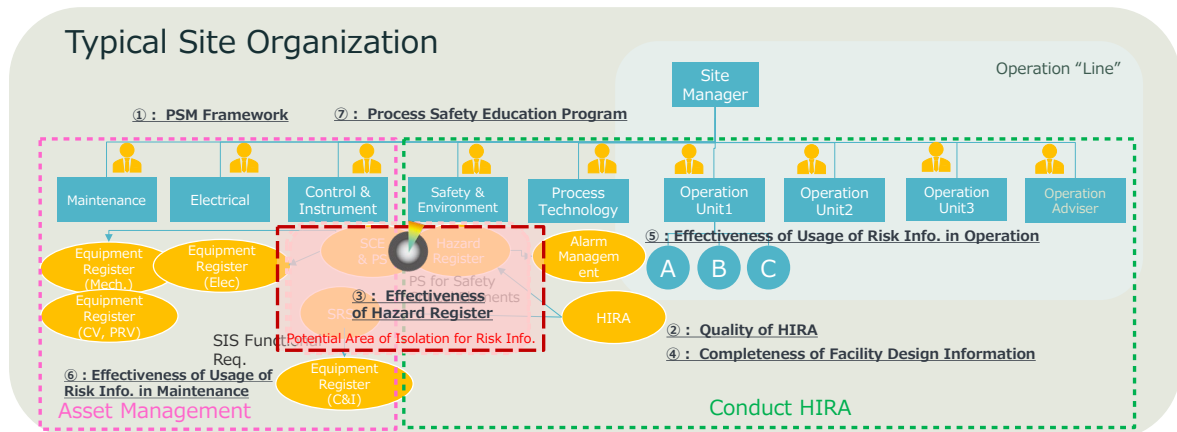 Typical Site Organization
Operation “Line”
Site
Manager
①： PSM Framework
⑦： Process Safety Education Program
Maintenance
Electrical
Control &
Instrument
Safety &
Environment
Process
Technology
Operation
Unit1
Operation
Unit2
Operation
Unit3
Operation
Adviser
⑤：Effectiveness of Usage of Risk Info. in Operation
Equipment
Register
(Mech.)
Equipment
Register
(Elec)
SCE
& PS
Hazard
Register
Alarm
Managem
ent
A
B
C
PS for Safety
③： Effectiveness
of Hazard Register
Equipment
Register
(CV, PRV)
SRS
HIRA
②： Quality of HIRA
Potential Area of Isolation for Risk Info.
SIS Functional
Req.
④： Completeness of Facility Design Information
⑥：Effectiveness of Usage of
Risk Info. in Maintenance
Equipment
Register
(C&I)
Asset Management
Conduct HIRA